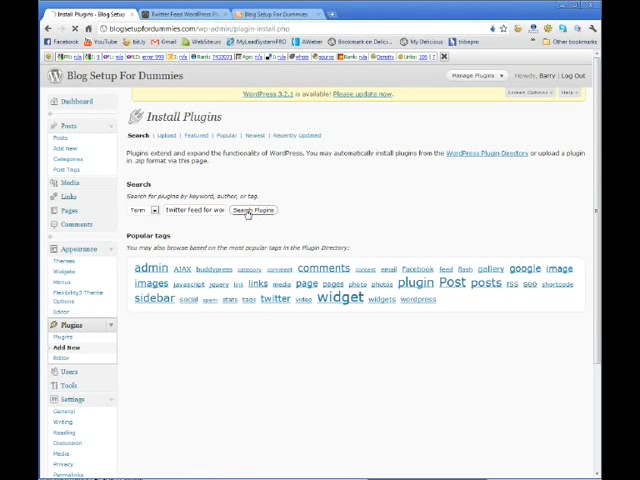 Install Plugins - Blog Setup
Twitter Feed WordPress Pl
Blog Setup For Dummies
blogsetupfordummies.com/wp-admin/plugin-install.php
Facebook YouTube bit.ly Gmail WebSite.ws MyLeadSystemPRO AWeber Bookmark on Delici... My Delicious Other bookmarks
Blog Setup For Dummies
Manage Plugins Howdy, Barry | Log Out
WordPress 3.2.1 is available! Please update now.
Screen Options Help
Dashboard
Posts
Posts
Add New
Categories
Post Tags
Media
Links
Pages
Comments
Appearance
Themes
Widgets
Menus
Flexibility3 Theme
Options
Editor
Plugins
Plugins
Add New
Editor
Users
Tools
Settings
General
Writing
Reading
Discussion
Media
Privacy
Permalinks
Install Plugins
Search | Upload | Featured | Popular | Newest | Recently Updated
Plugins extend and expand the functionality of WordPress. You may automatically install plugins from the WordPress Plugin Directory or upload a plugin
in .zip format via this page.
Search
Search for plugins by keyword, author, or tag.
Term twitter feed for wor Search Plugins
Popular tags
You may also browse based on the most popular tags in the Plugin Directory:
admin AJAX buddypress category comment comments contact email Facebook feed flash gallery google image
images javascript jquery link links media page pages photo photos plugin Post posts rss seo shortcode
sidebar social spam stats tags twitter video widget widgets wordpress